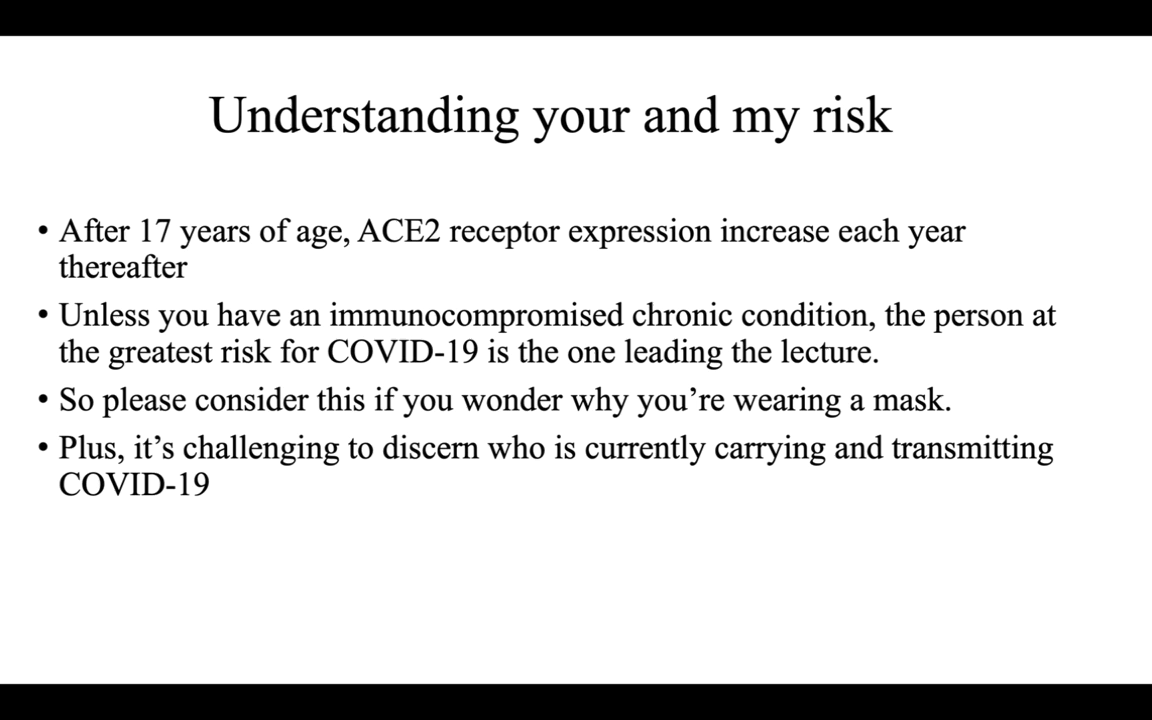 Understanding your and my risk
• After 17 years of age, ACE2 receptor expression increase each year
thereafter
• Unless you have an immunocompromised chronic condition, the person at
the greatest risk for COVID-19 is the one leading the lecture.
• So please consider this if you wonder why you’re wearing a mask.
• Plus, it’s challenging to discern who is currently carrying and transmitting
COVID-19